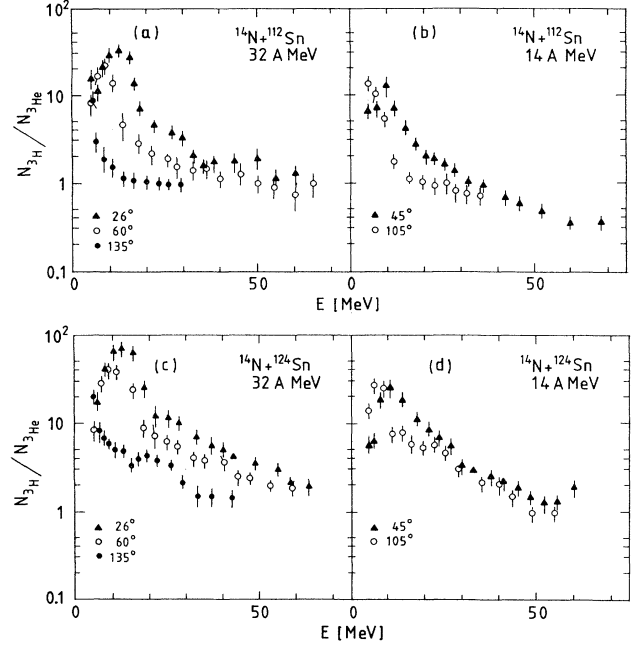 10²
10
1
0.1
N³H / N³He
(a)
¹⁴N+¹¹²Sn
32 A MeV
▲ 26°
○ 60°
● 135°
0
50
E [MeV]
(b)
¹⁴N+¹¹²Sn
14 A MeV
▲ 45°
○ 105°
0
50
E [MeV]
10²
10
1
0.1
N³H / N³He
(c)
¹⁴N+¹²⁴Sn
32 A MeV
▲ 26°
○ 60°
● 135°
0
50
E [MeV]
(d)
¹⁴N+¹²⁴Sn
14 A MeV
▲ 45°
○ 105°
0
50
E [MeV]